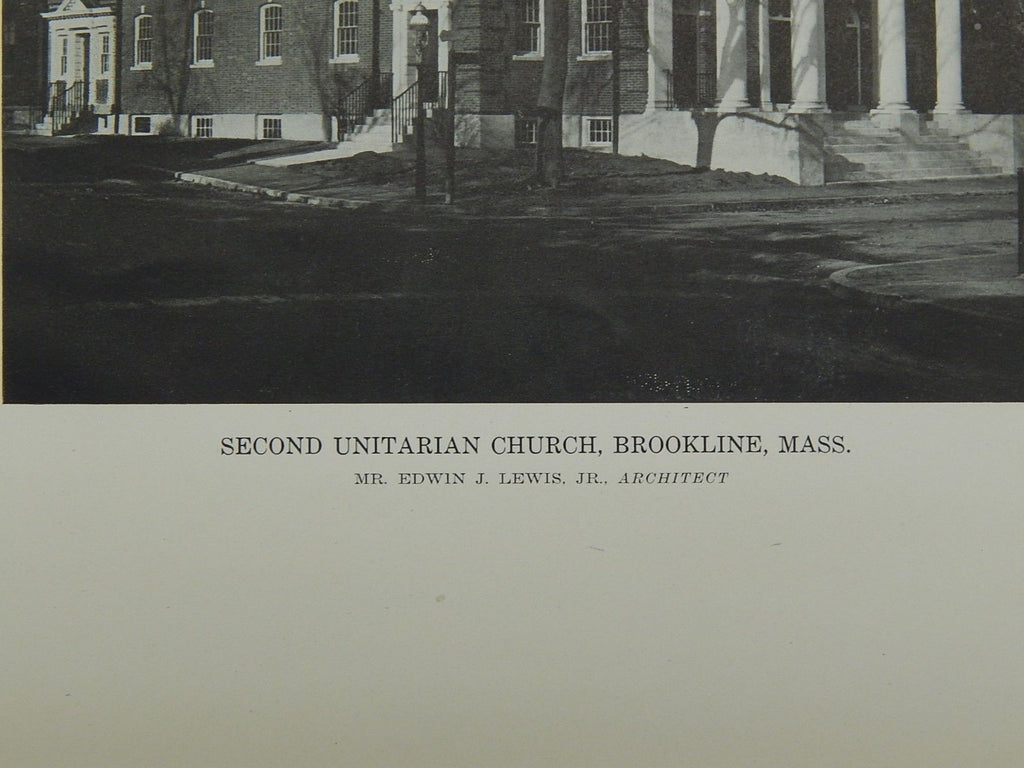 SECOND UNITARIAN CHURCH, BROOKLINE, MASS.
MR. EDWIN J. LEWIS, JR., ARCHITECT